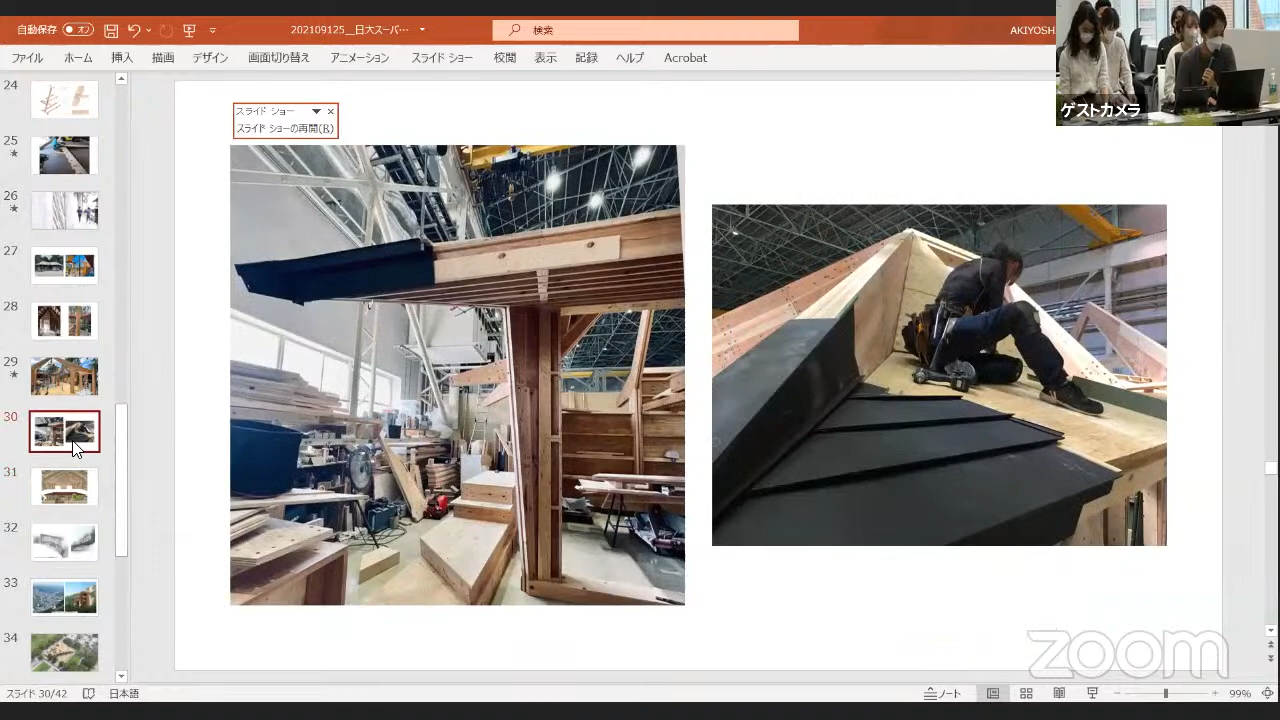 自動保存 オフ
202109125__日大スーパ…
検索
AKIYOSH
ファイル ホーム 挿入 描画 デザイン 画面切り替え アニメーション スライド ショー 校閲 表示 記録 ヘルプ Acrobat
ゲストカメラ
スライド ショー
スライド ショーの再開(R)
24
25
26
27
28
29
30
31
32
33
34
zoom
スライド 30/42 日本語 ノート 99%